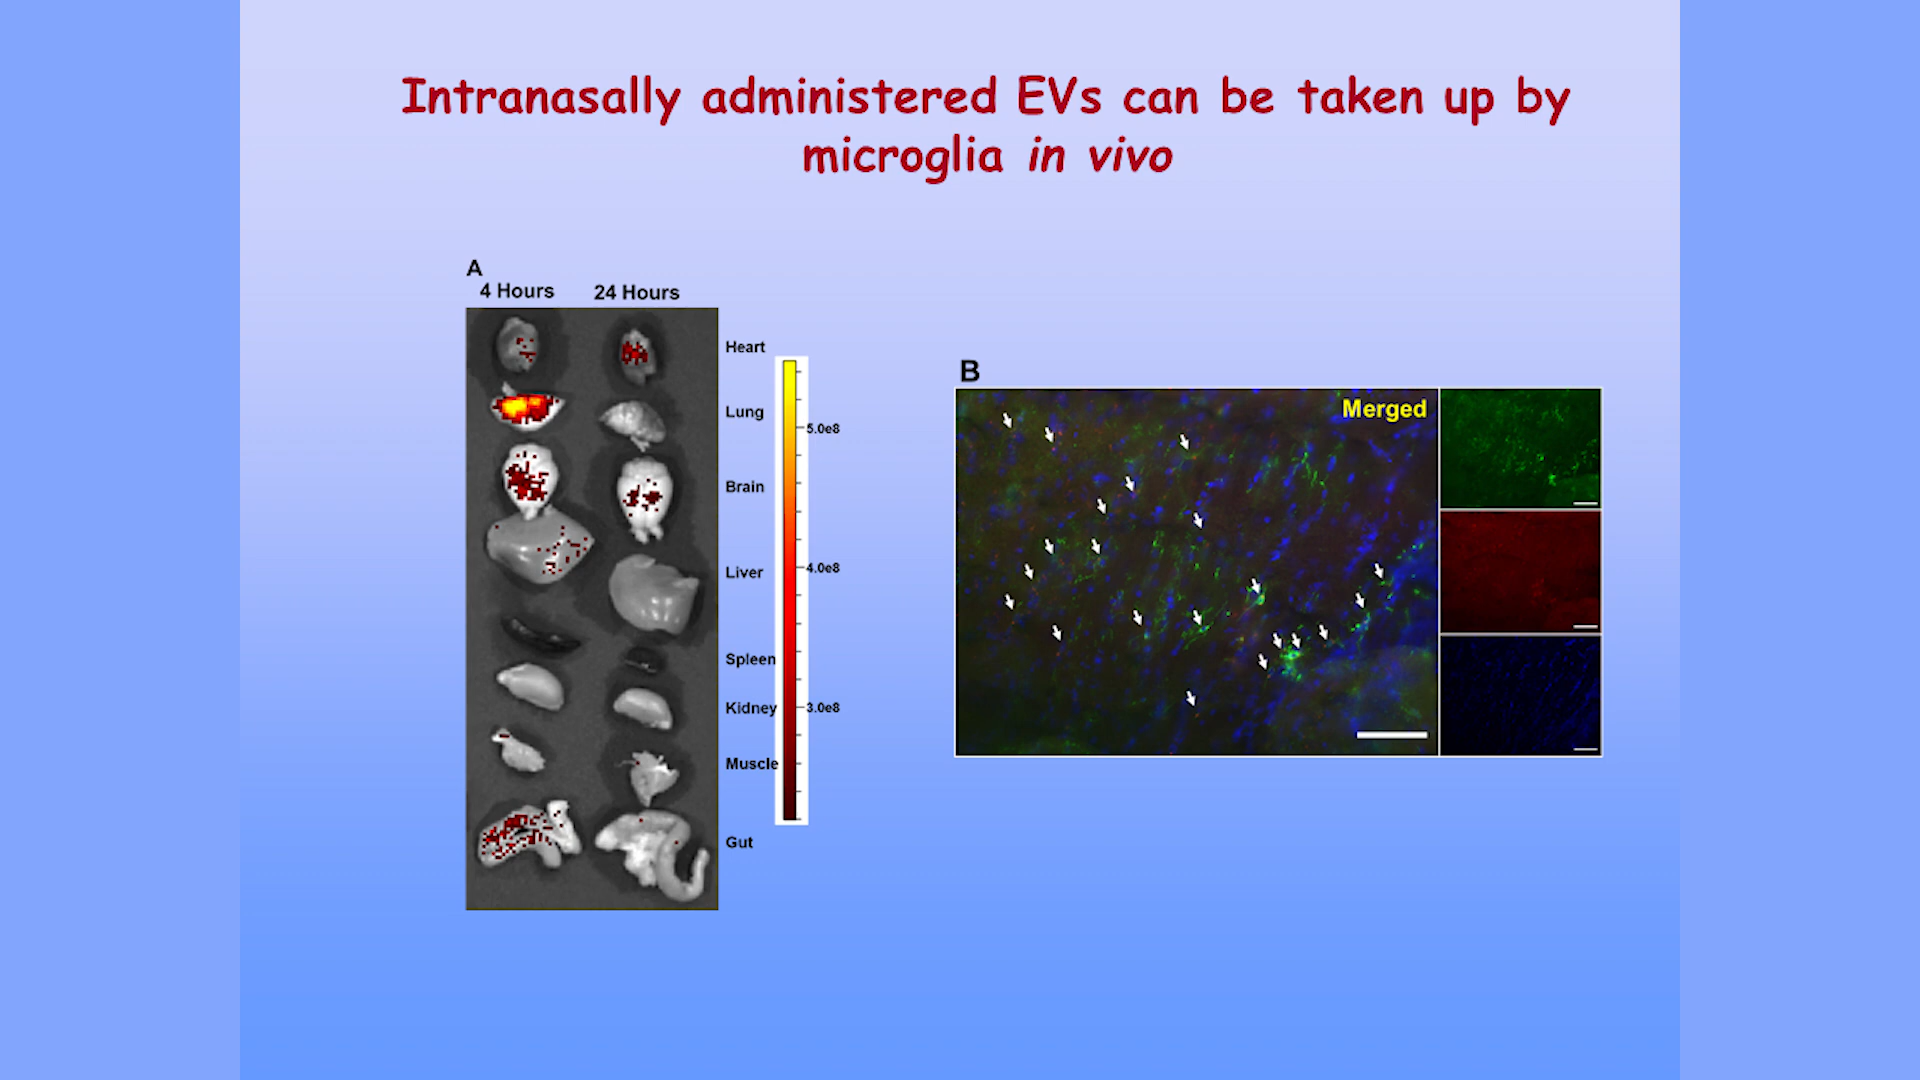 Intranasally administered EVs can be taken up by
microglia in vivo
A
4 Hours
24 Hours
Heart
Lung
Brain
Liver
Spleen
Kidney
Muscle
Gut
5.0e8
4.0e8
3.0e8
B
Merged